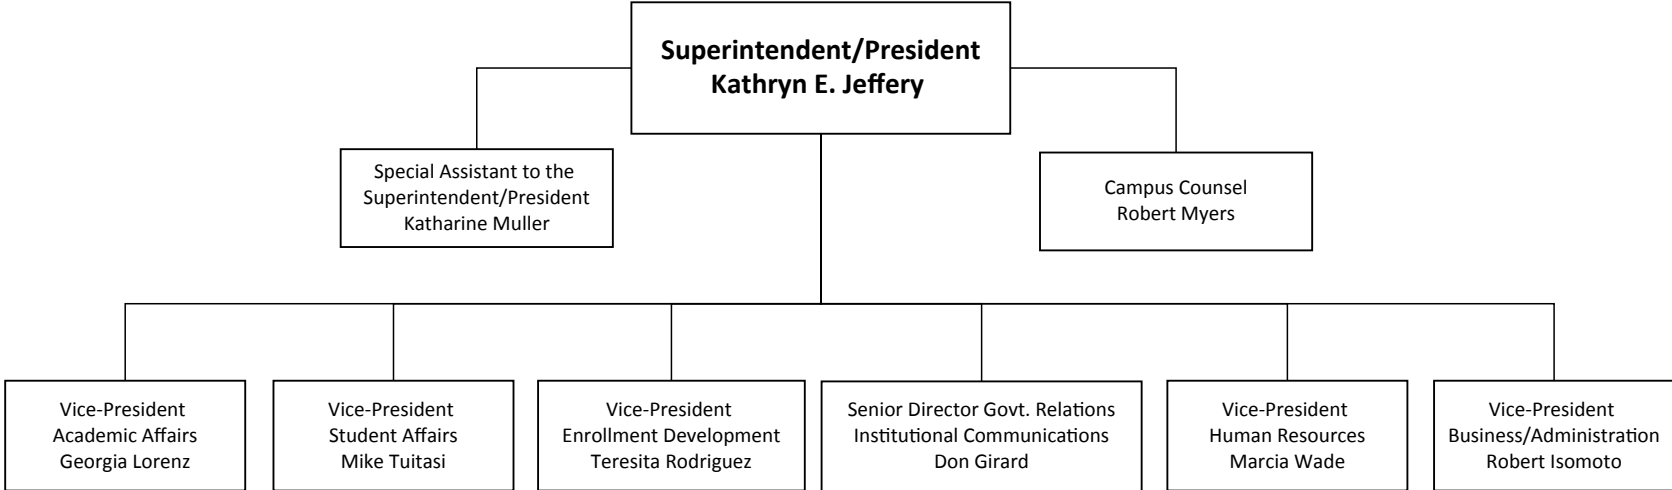 Superintendent/President
Kathryn E. Jeffery
Special Assistant to the
Superintendent/President
Katharine Muller
Campus Counsel
Robert Myers
Vice-President
Academic Affairs
Georgia Lorenz
Vice-President
Student Affairs
Mike Tuitasi
Vice-President
Enrollment Development
Teresita Rodriguez
Senior Director Govt. Relations
Institutional Communications
Don Girard
Vice-President
Human Resources
Marcia Wade
Vice-President
Business/Administration
Robert Isomoto